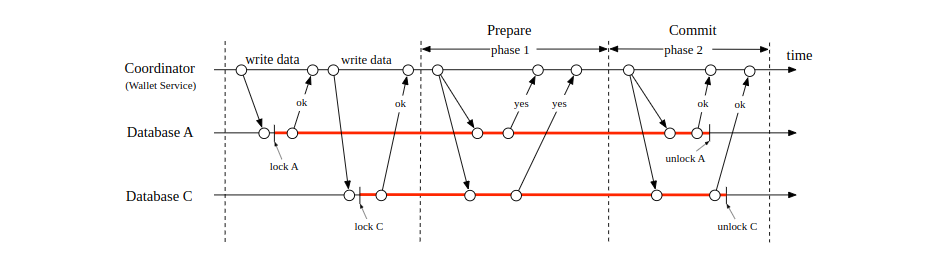 Prepare
Commit
phase 1
phase 2
time
write data
write data
Coordinator
(Wallet Service)
ok
ok
yes
yes
ok
ok
Database A
lock A
unlock A
Database C
lock C
unlock C